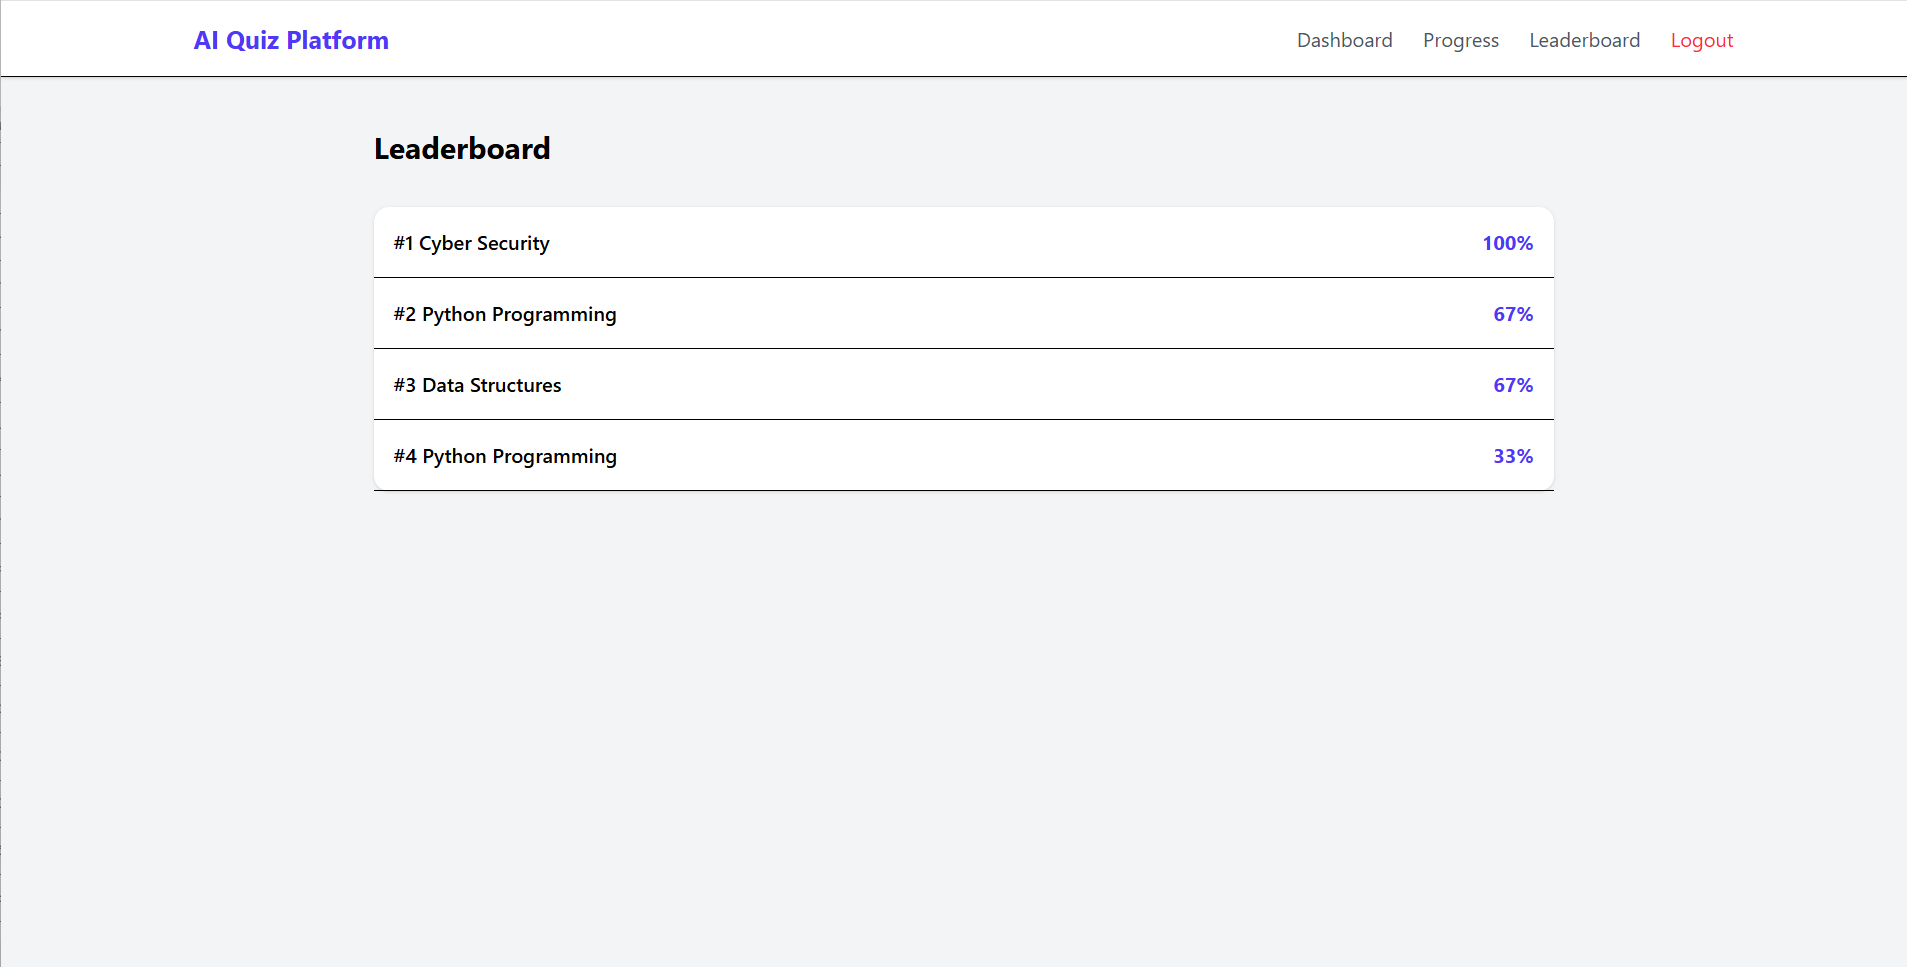 AI Quiz Platform
Dashboard Progress Leaderboard Logout
Leaderboard
#1 Cyber Security 100%
#2 Python Programming 67%
#3 Data Structures 67%
#4 Python Programming 33%